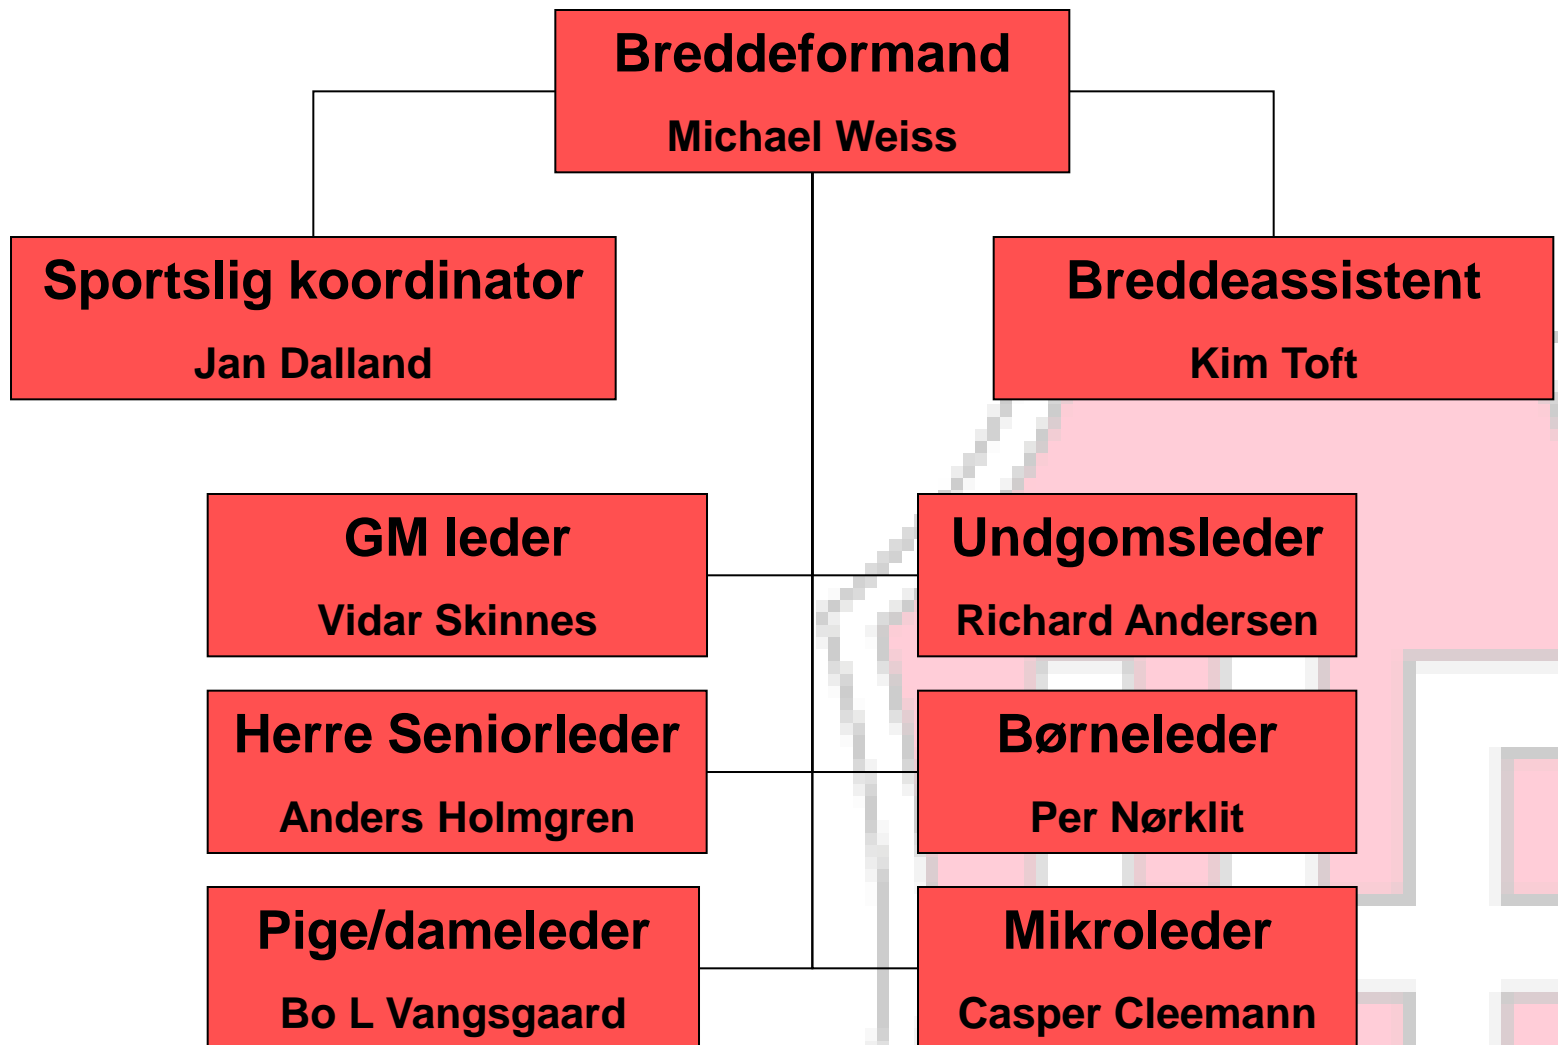 Breddeformand
Michael Weiss
Sportslig koordinator
Jan Dalland
Breddeassistent
Kim Toft
GM leder
Vidar Skinnes
Undgomsleder
Richard Andersen
Herre Seniorleder
Anders Holmgren
Børneleder
Per Nørklit
Pige/dameleder
Bo L Vangsgaard
Mikroleder
Casper Cleemann